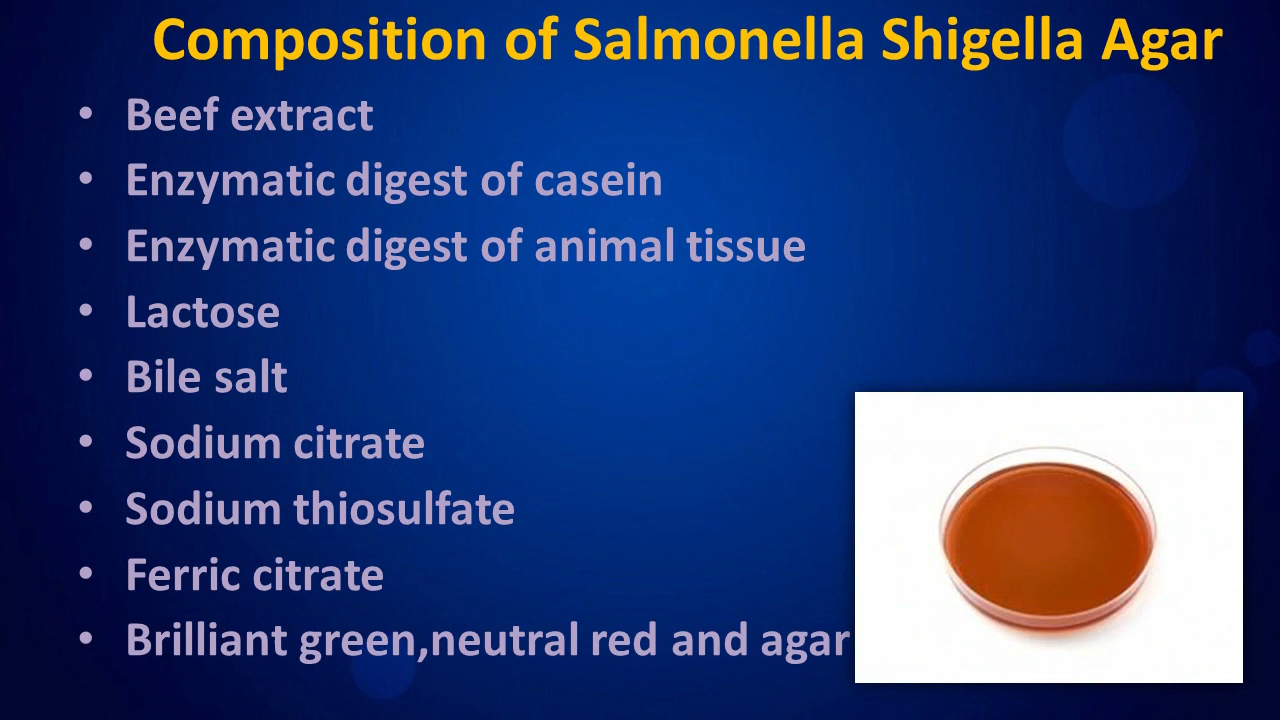 Composition of Salmonella Shigella Agar
• Beef extract
• Enzymatic digest of casein
• Enzymatic digest of animal tissue
• Lactose
• Bile salt
• Sodium citrate
• Sodium thiosulfate
• Ferric citrate
• Brilliant green,neutral red and agar